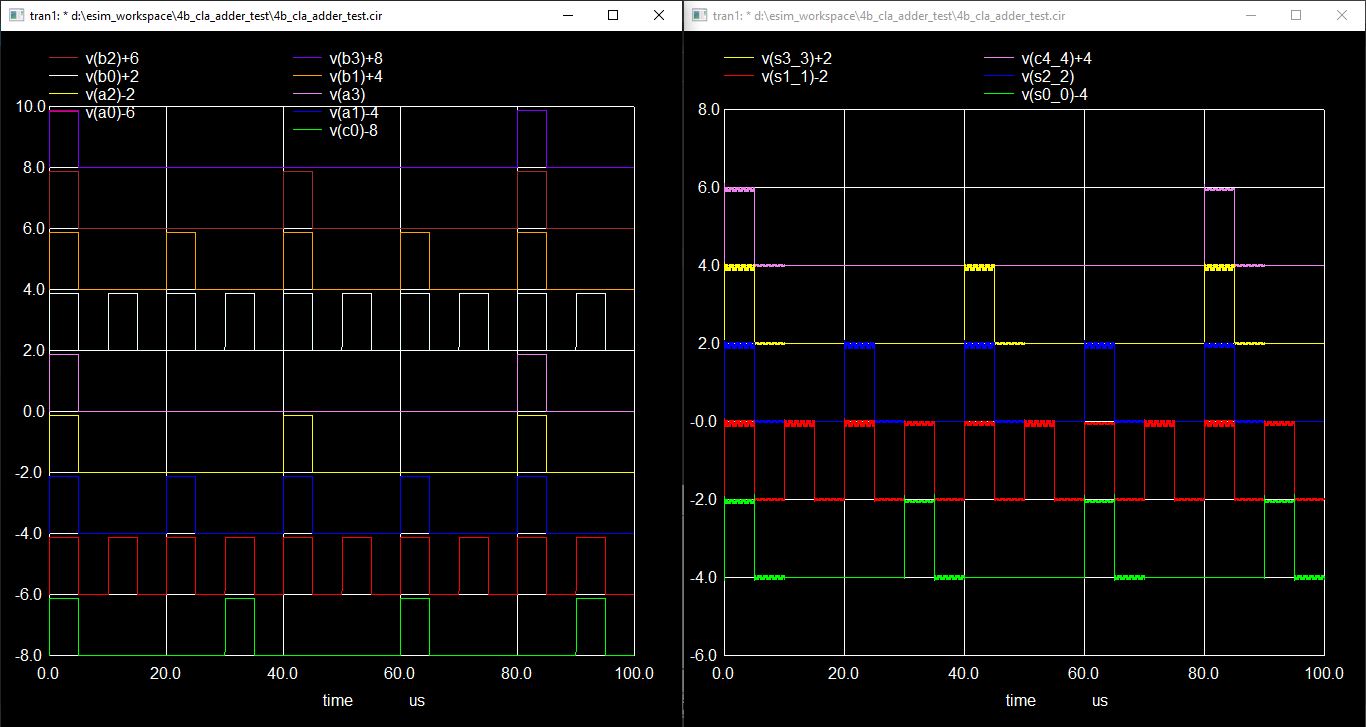 tran1: * d:\esim_workspace\4b_cla_adder_test\4b_cla_adder_test.cir
v(b2)+6 v(b3)+8
v(b0)+2 v(b1)+4
v(a2)-2 v(a3)
v(a0)-6 v(a1)-4
v(c0)-8
10.0
8.0
6.0
4.0
2.0
0.0
-2.0
-4.0
-6.0
-8.0
0.0 20.0 40.0 60.0 80.0 100.0
time us
tran1: * d:\esim_workspace\4b_cla_adder_test\4b_cla_adder_test.cir
v(s3_3)+2 v(c4_4)+4
v(s1_1)-2 v(s2_2)
v(s0_0)-4
8.0
6.0
4.0
2.0
-0.0
-2.0
-4.0
-6.0
0.0 20.0 40.0 60.0 80.0 100.0
time us